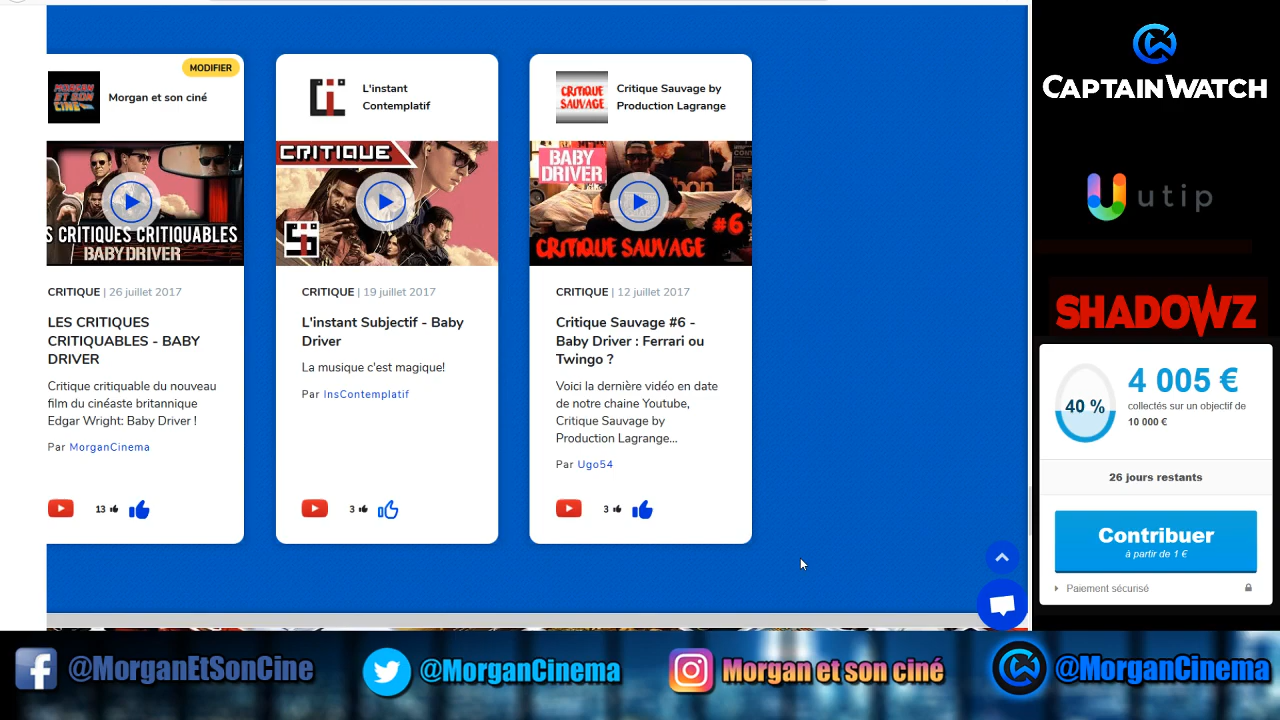 MODIFIER
MORGAN
ET SON
CINÉ
Morgan et son ciné
S CRITIQUES CRITIQUABLES
BABY DRIVER
CRITIQUE | 26 juillet 2017
LES CRITIQUES
CRITIQUABLES - BABY
DRIVER
Critique critiquable du nouveau
film du cinéaste britannique
Edgar Wright: Baby Driver !
Par MorganCinema
13
L'instant
Contemplatif
CRITIQUE
CRITIQUE | 19 juillet 2017
L'instant Subjectif - Baby
Driver
La musique c'est magique!
Par InsContemplatif
3
CRITIQUE
SAUVAGE
Critique Sauvage by
Production Lagrange
BABY
DRIVER
#6
CRITIQUE SAUVAGE
CRITIQUE | 12 juillet 2017
Critique Sauvage #6 -
Baby Driver : Ferrari ou
Twingo ?
Voici la dernière vidéo en date
de notre chaine Youtube,
Critique Sauvage by
Production Lagrange...
Par Ugo54
3
CAPTAINWATCH
utip
SHADOWZ
40 %
4 005 €
collectés sur un objectif de
10 000 €
26 jours restants
Contribuer
à partir de 1 €
Paiement sécurisé
@MorganEtSonCine
@MorganCinema
Morgan et son ciné
@MorganCinema